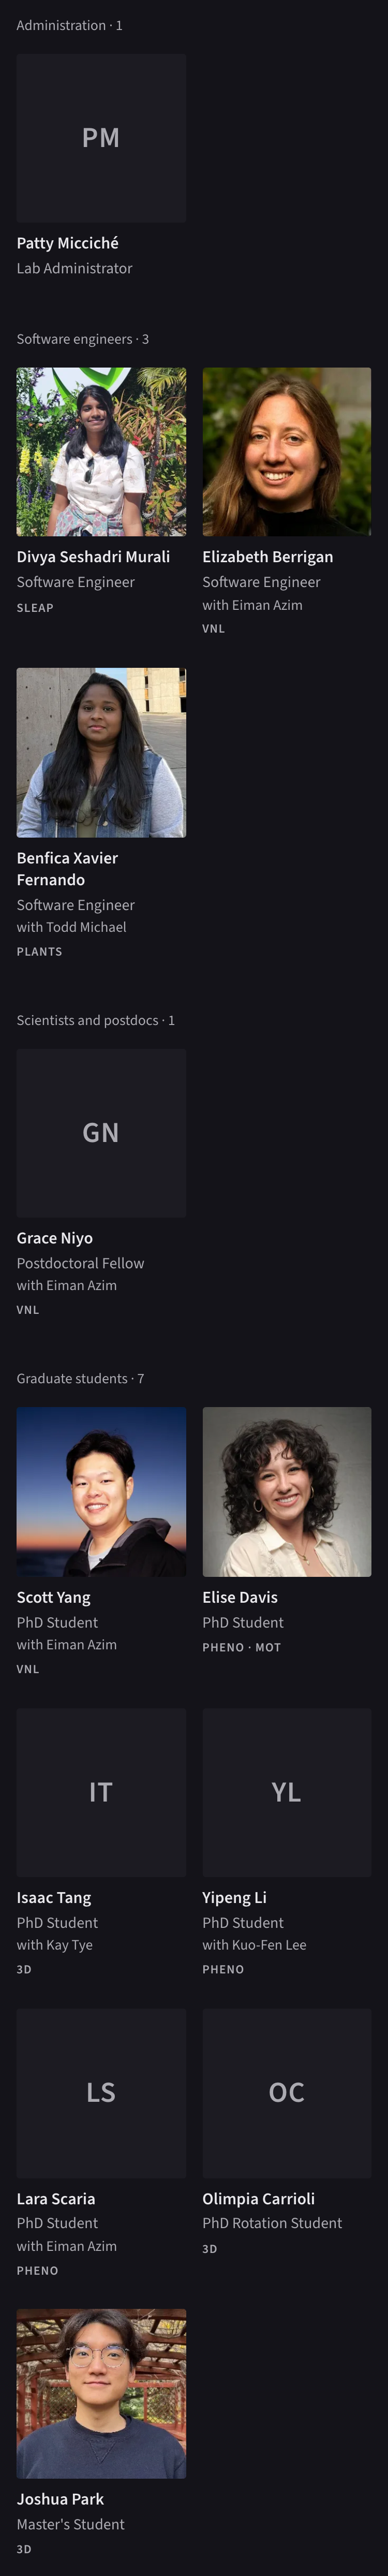 Administration · 1
PM
Patty Micciché
Lab Administrator
Software engineers · 3
Divya Seshadri Murali
Software Engineer
SLEAP
Elizabeth Berrigan
Software Engineer
with Eiman Azim
VNL
Benfica Xavier
Fernando
Software Engineer
with Todd Michael
PLANTS
Scientists and postdocs · 1
GN
Grace Niyo
Postdoctoral Fellow
with Eiman Azim
VNL
Graduate students · 7
Scott Yang
PhD Student
with Eiman Azim
VNL
Elise Davis
PhD Student
PHENO · MOT
IT
Isaac Tang
PhD Student
with Kay Tye
3D
YL
Yipeng Li
PhD Student
with Kuo-Fen Lee
PHENO
LS
Lara Scaria
PhD Student
with Eiman Azim
PHENO
OC
Olimpia Carrioli
PhD Rotation Student
3D
Joshua Park
Master's Student
3D